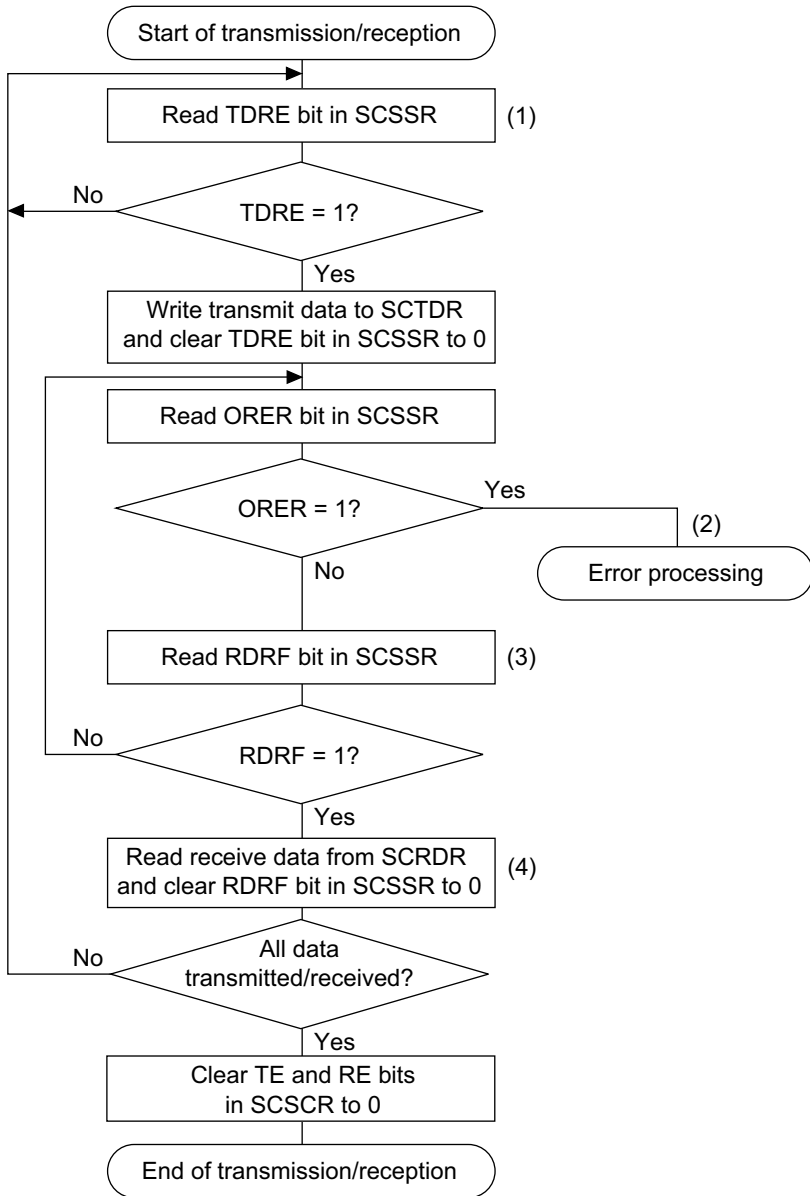 Start of transmission/reception
Read TDRE bit in SCSSR
(1)
No
TDRE = 1?
Yes
Write transmit data to SCTDR
and clear TDRE bit in SCSSR to 0
Read ORER bit in SCSSR
ORER = 1?
Yes
(2)
Error processing
No
Read RDRF bit in SCSSR
(3)
No
RDRF = 1?
Yes
Read receive data from SCRDR
and clear RDRF bit in SCSSR to 0
(4)
No
All data
transmitted/received?
Yes
Clear TE and RE bits
in SCSCR to 0
End of transmission/reception